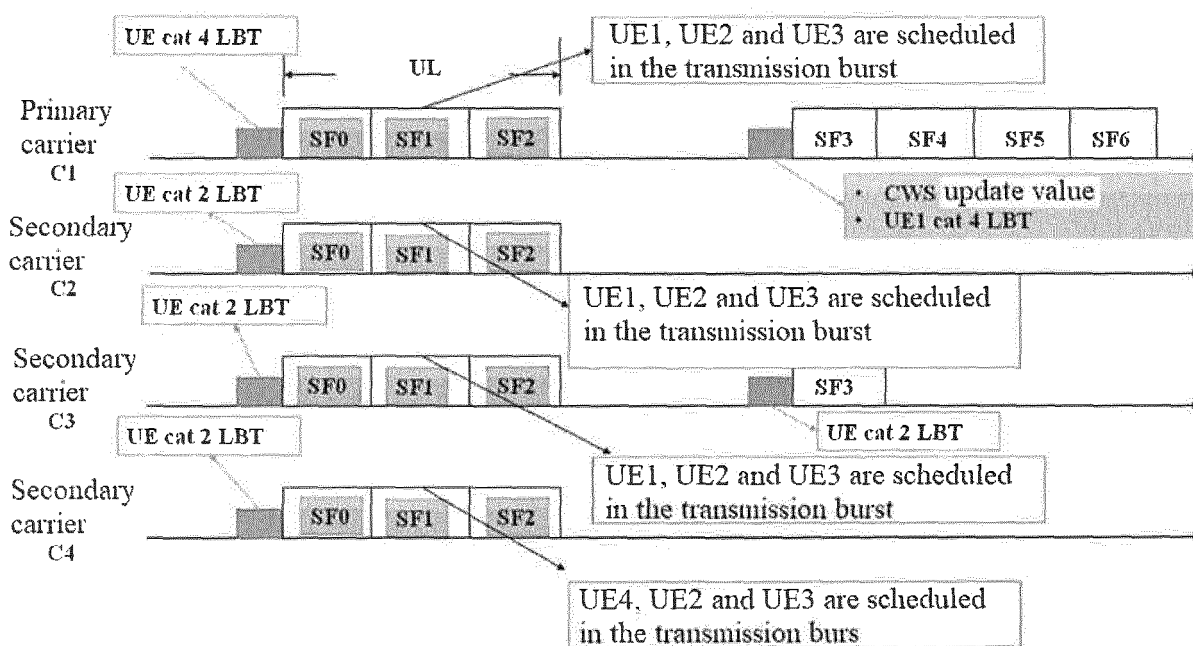 UE cat 4 LBT
UL
UE1, UE2 and UE3 are scheduled
in the transmission burst
Primary
carrier
C1
SF0
SF1
SF2
SF3
SF4
SF5
SF6
UE cat 2 LBT
• CWS update value
• UE1 cat 4 LBT
Secondary
carrier
C2
SF0
SF1
SF2
UE cat 2 LBT
UE1, UE2 and UE3 are scheduled
in the transmission burst
Secondary
carrier
C3
SF0
SF1
SF2
SF3
UE cat 2 LBT
UE cat 2 LBT
UE1, UE2 and UE3 are scheduled
in the transmission burst
Secondary
carrier
C4
SF0
SF1
SF2
UE4, UE2 and UE3 are scheduled
in the transmission burs